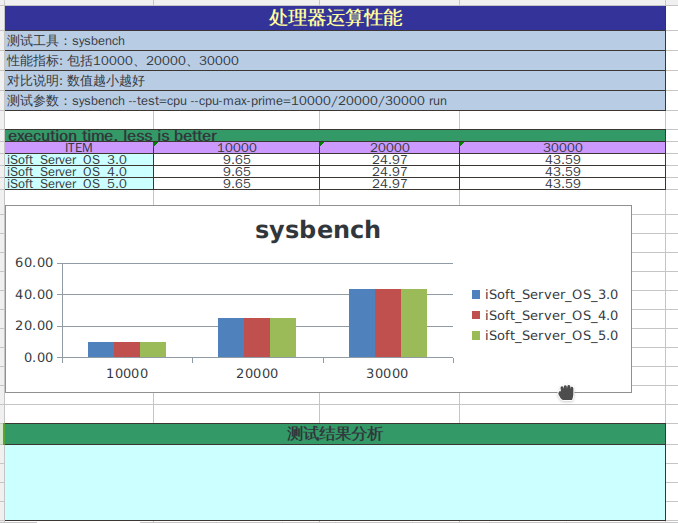 处理器运算性能
测试工具：sysbench
性能指标: 包括10000、20000、30000
对比说明: 数值越小越好
测试参数：sysbench --test=cpu --cpu-max-prime=10000/20000/30000 run
execution time, less is better
ITEM 10000 20000 30000
iSoft_Server_OS_3.0 9.65 24.97 43.59
iSoft_Server_OS_4.0 9.65 24.97 43.59
iSoft_Server_OS_5.0 9.65 24.97 43.59
sysbench
60.00
40.00
20.00
0.00
10000 20000 30000
iSoft_Server_OS_3.0
iSoft_Server_OS_4.0
iSoft_Server_OS_5.0
测试结果分析